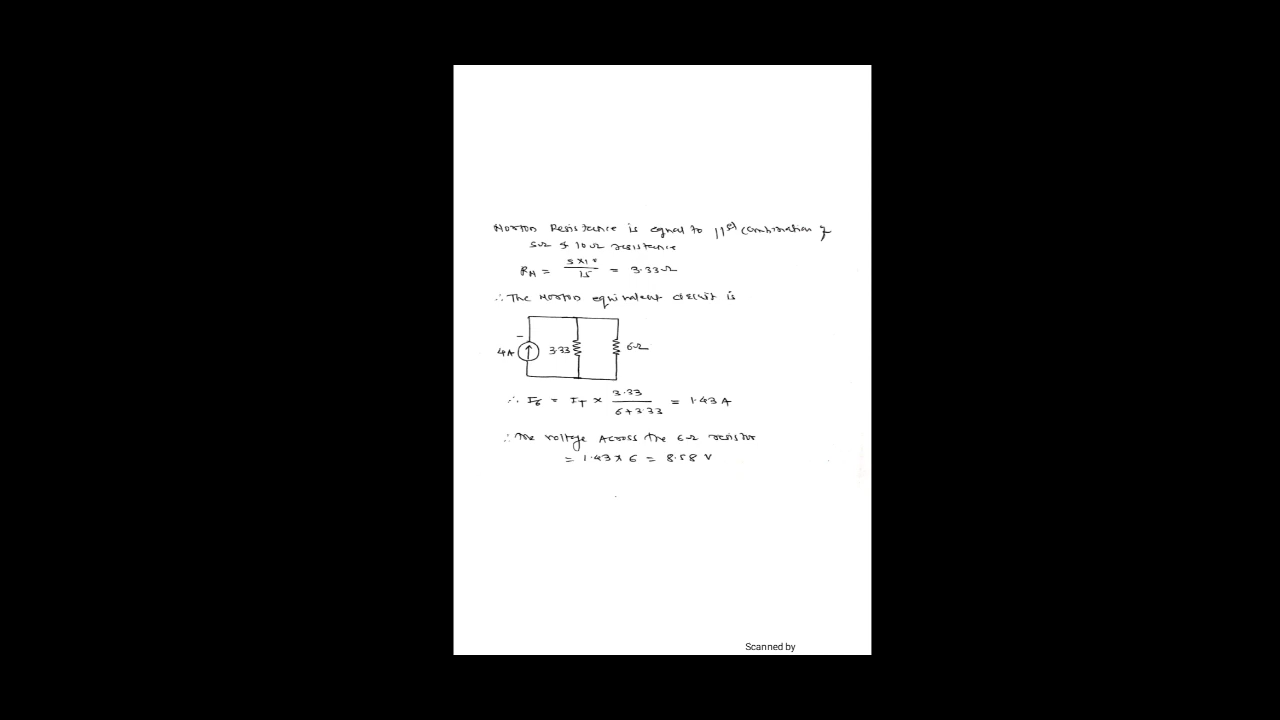 Norton Resistance is equal to 11el combination of
5Ω & 10Ω resistance
RN = 5×10 / 15 = 3.33Ω
∴ The Norton equivalent circuit is
4A 3.33 6Ω
∴ I6 = IT × 3.33 / 6+3.33 = 1.43 A
∴ The voltage Across the 6Ω resistor
= 1.43 × 6 = 8.58 V
Scanned by